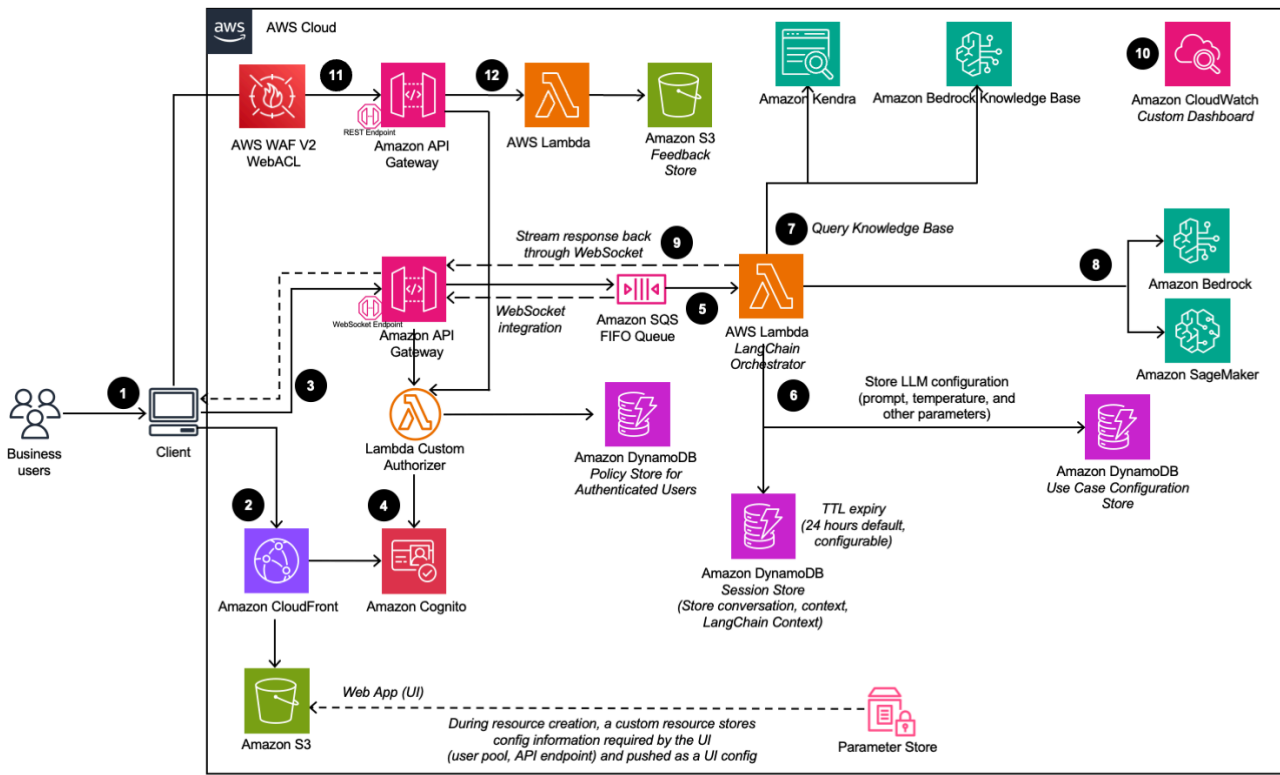 aws
AWS Cloud
11
12
10
REST Endpoint
AWS WAF V2
WebACL
Amazon API
Gateway
AWS Lambda
Amazon S3
Feedback
Store
Amazon Kendra
Amazon Bedrock Knowledge Base
Amazon CloudWatch
Custom Dashboard
7
Query Knowledge Base
Stream response back
through WebSocket
9
8
Amazon Bedrock
Amazon SageMaker
WebSocket Endpoint
Amazon API
Gateway
WebSocket
integration
Amazon SQS
FIFO Queue
5
AWS Lambda
LangChain
Orchestrator
1
3
Business
users
Client
Lambda Custom
Authorizer
Amazon DynamoDB
Policy Store for
Authenticated Users
6
Store LLM configuration
(prompt, temperature, and
other parameters)
Amazon DynamoDB
Use Case Configuration
Store
2
4
TTL expiry
(24 hours default,
configurable)
Amazon DynamoDB
Session Store
(Store conversation, context,
LangChain Context)
Amazon CloudFront
Amazon Cognito
Web App (UI)
During resource creation, a custom resource stores
config information required by the UI
(user pool, API endpoint) and pushed as a UI config
Amazon S3
Parameter Store